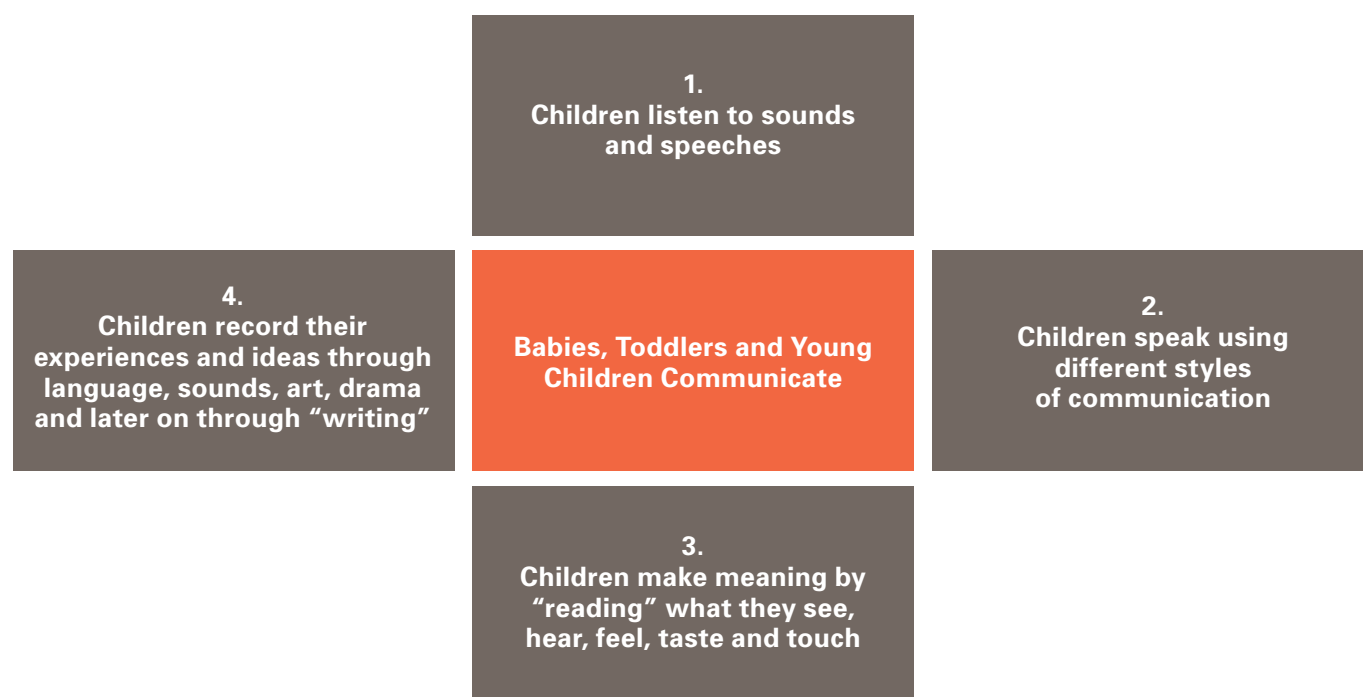 1.
Children listen to sounds
and speeches
4.
Children record their
experiences and ideas through
language, sounds, art, drama
and later on through “writing”
Babies, Toddlers and Young
Children Communicate
2.
Children speak using
different styles
of communication
3.
Children make meaning by
“reading” what they see,
hear, feel, taste and touch